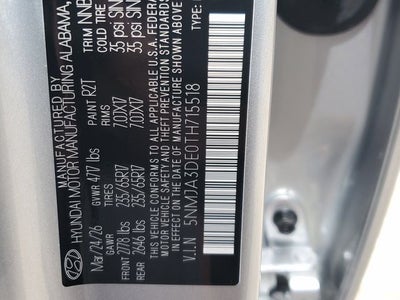 MANUFACTURED BY
HYUNDAI MOTOR MANUFACTURING ALABAMA,
Mar/24/26 GVWR 4717 lbs PAINT R2T TRIM NNB
GAWR TIRES RIMS COLD TIRE
FRONT 2778 lbs 235/65R17 7.0JX17 35 psi SIN
REAR 2646 lbs 235/65R17 7.0JX17 35 psi SIN
THIS VEHICLE CONFORMS TO ALL APPLICABLE U.S.A. FEDERA
MOTOR VEHICLE SAFETY AND THEFT PREVENTION STANDARDS
IN EFFECT ON THE DATE OF MANUFACTURE SHOWN ABOVE.
V.I.N 5NMJA3DE0TH715518 TYPE: